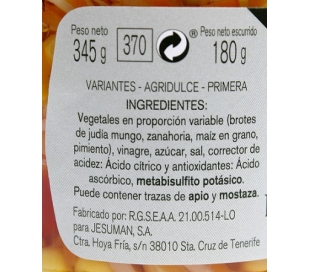 Peso neto
345 g
370
®
Peso neto escurrido
180 g
VARIANTES - AGRIDULCE - PRIMERA
INGREDIENTES:
Vegetales en proporción variable (brotes
de judia mungo, zanahoria, maíz en grano,
pimiento), vinagre, azúcar, sal, corrector de
acidez: Ácido cítrico y antioxidantes: Ácido
ascórbico, metabisulfito potásico.
Puede contener trazas de apio y mostaza.
Fabricado por: R.G.S.E.A.A. 21.00.514-LO
para JESUMAN, S.A.
Ctra. Hoya Fría, s/n 38010 Sta. Cruz de Tenerife